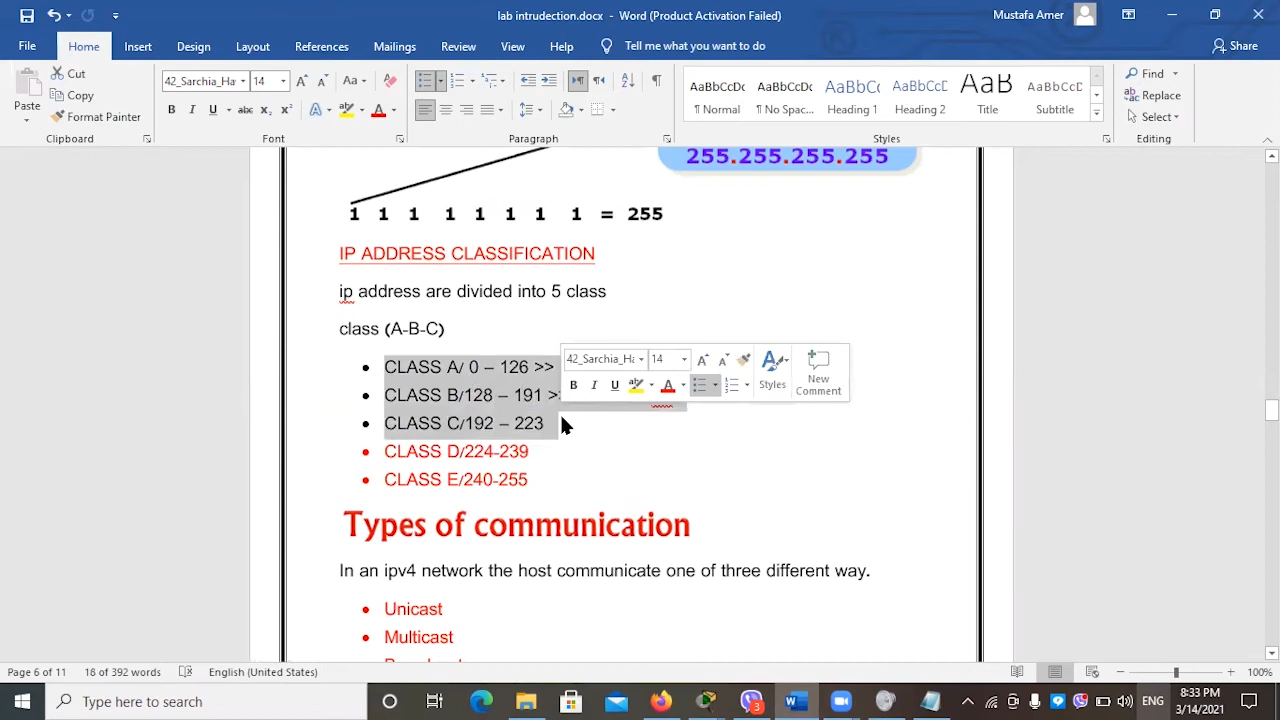 lab intrudection.docx - Word (Product Activation Failed)
Mustafa Amer
File Home Insert Design Layout References Mailings Review View Help Tell me what you want to do Share
Cut
Copy
Format Painter
Paste
Clipboard
42_Sarchia_Ha 14
Font
Paragraph
AaBbCcDc AaBbCcDc AaBbCc AaBbCcD AaB AaBbCcD
¶ Normal ¶ No Spac... Heading 1 Heading 2 Title Subtitle
Styles
Find
Replace
Select
Editing
255.255.255.255
1 1 1 1 1 1 1 1 = 255
IP ADDRESS CLASSIFICATION
ip address are divided into 5 class
class (A-B-C)
• CLASS A/ 0 – 126 >>
• CLASS B/128 – 191 >
• CLASS C/192 – 223
• CLASS D/224-239
• CLASS E/240-255
42_Sarchia_Ha 14
Styles
New Comment
Types of communication
In an ipv4 network the host communicate one of three different way.
• Unicast
• Multicast
Page 6 of 11 18 of 392 words English (United States) 100%
Type here to search
3
ENG
8:33 PM
3/14/2021